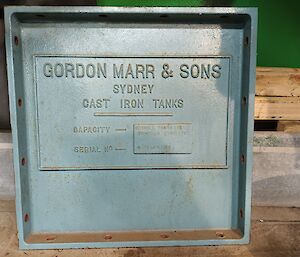 GORDON MARR & SONS
SYDNEY
CAST IRON TANKS
CAPACITY —
SERIAL NO —